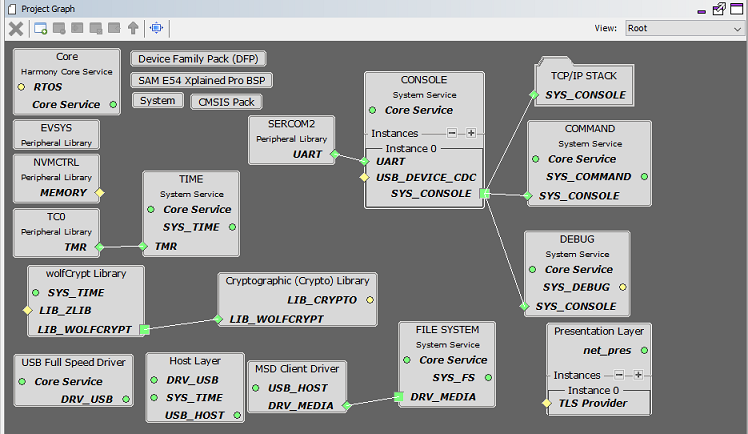 Project Graph
View:
Root
Core
Harmony Core Service
RTOS
Core Service
Device Family Pack (DFP)
SAM E54 Xplained Pro BSP
System
CMSIS Pack
EVSYS
Peripheral Library
NVMCTRL
Peripheral Library
MEMORY
TC0
Peripheral Library
TMR
TIME
System Service
Core Service
SYS_TIME
TMR
SERCOM2
Peripheral Library
UART
CONSOLE
System Service
Core Service
Instances
Instance 0
UART
USB_DEVICE_CDC
SYS_CONSOLE
TCP/IP STACK
SYS_CONSOLE
COMMAND
System Service
Core Service
SYS_COMMAND
SYS_CONSOLE
DEBUG
System Service
Core Service
SYS_DEBUG
SYS_CONSOLE
wolfCrypt Library
SYS_TIME
LIB_ZLIB
LIB_WOLFCRYPT
Cryptographic (Crypto) Library
LIB_CRYPTO
LIB_WOLFCRYPT
USB Full Speed Driver
Core Service
DRV_USB
Host Layer
DRV_USB
SYS_TIME
USB_HOST
MSD Client Driver
USB_HOST
DRV_MEDIA
FILE SYSTEM
System Service
Core Service
SYS_FS
DRV_MEDIA
Presentation Layer
net_pres
Instances
Instance 0
TLS Provider